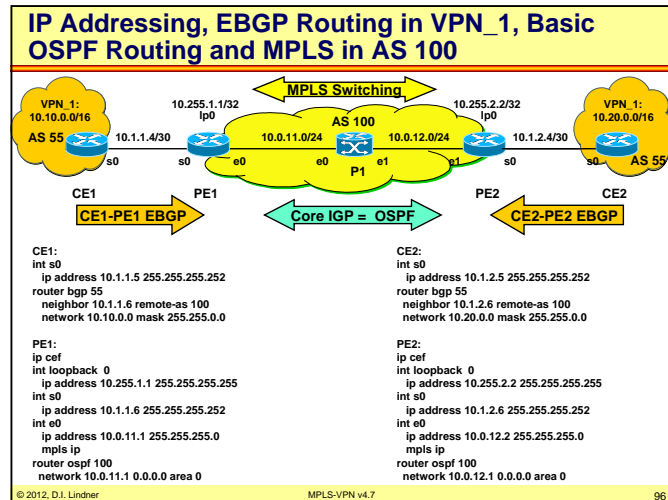 IP Addressing, EBGP Routing in VPN_1, Basic
OSPF Routing and MPLS in AS 100
MPLS Switching
VPN_1:
10.10.0.0/16
AS 55
10.1.1.4/30
10.255.1.1/32
lp0
AS 100
10.0.11.0/24
10.0.12.0/24
10.255.2.2/32
lp0
10.1.2.4/30
VPN_1:
10.20.0.0/16
AS 55
s0
s0
e0
e0
e1
e1
s0
s0
P1
CE1
PE1
PE2
CE2
CE1-PE1 EBGP
Core IGP = OSPF
CE2-PE2 EBGP
CE1:
int s0
ip address 10.1.1.5 255.255.255.252
router bgp 55
neighbor 10.1.1.6 remote-as 100
network 10.10.0.0 mask 255.255.0.0
PE1:
ip cef
int loopback 0
ip address 10.255.1.1 255.255.255.255
int s0
ip address 10.1.1.6 255.255.255.252
int e0
ip address 10.0.11.1 255.255.255.0
mpls ip
router ospf 100
network 10.0.11.1 0.0.0.0 area 0
CE2:
int s0
ip address 10.1.2.5 255.255.255.252
router bgp 55
neighbor 10.1.2.6 remote-as 100
network 10.20.0.0 mask 255.255.0.0
PE2:
ip cef
int loopback 0
ip address 10.255.2.2 255.255.255.255
int s0
ip address 10.1.2.6 255.255.255.252
int e0
ip address 10.0.12.2 255.255.255.0
mpls ip
router ospf 100
network 10.0.12.1 0.0.0.0 area 0
© 2012, D.I. Lindner
MPLS-VPN v4.7
96